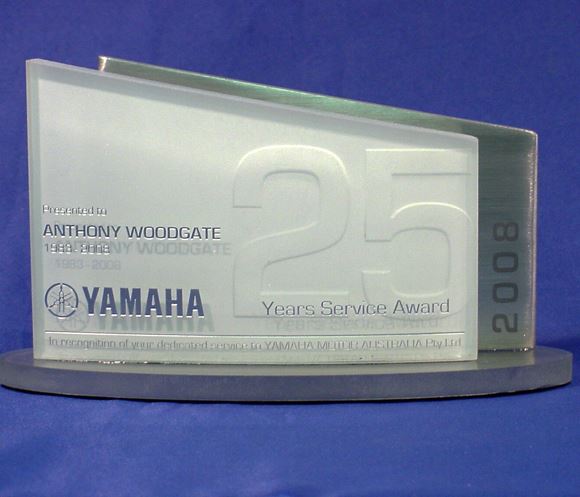 25
Presented to
ANTHONY WOODGATE
1983-2008
YAMAHA
Years Service Award
In recognition of your dedicated service to YAMAHA MOTOR AUSTRALIA Pty Ltd
2008